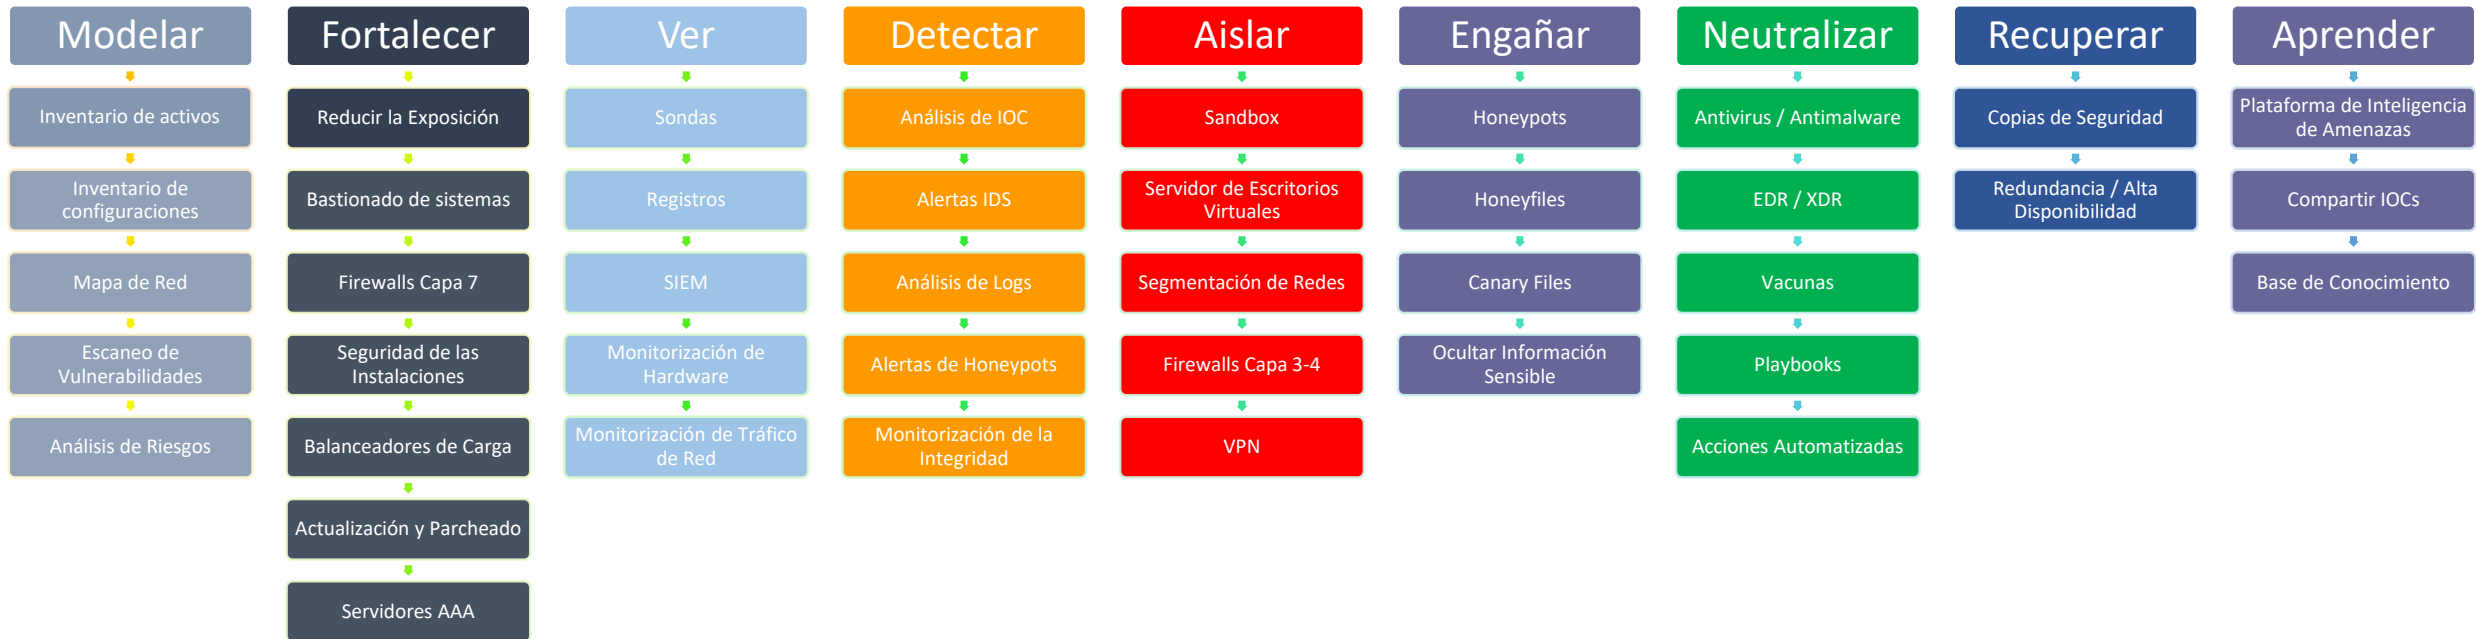 Modelar
Inventario de activos
Inventario de
configuraciones
Mapa de Red
Escaneo de
Vulnerabilidades
Análisis de Riesgos
Fortalecer
Reducir la Exposición
Bastionado de sistemas
Firewalls Capa 7
Seguridad de las
Instalaciones
Balanceadores de Carga
Actualización y Parcheado
Servidores AAA
Ver
Sondas
Registros
SIEM
Monitorización de
Hardware
Monitorización de Tráfico
de Red
Detectar
Análisis de IOC
Alertas IDS
Análisis de Logs
Alertas de Honeypots
Monitorización de la
Integridad
Aislar
Sandbox
Servidor de Escritorios
Virtuales
Segmentación de Redes
Firewalls Capa 3-4
VPN
Engañar
Honeypots
Honeyfiles
Canary Files
Ocultar Información
Sensible
Neutralizar
Antivirus / Antimalware
EDR / XDR
Vacunas
Playbooks
Acciones Automatizadas
Recuperar
Copias de Seguridad
Redundancia / Alta
Disponibilidad
Aprender
Plataforma de Inteligencia
de Amenazas
Compartir IOCs
Base de Conocimiento